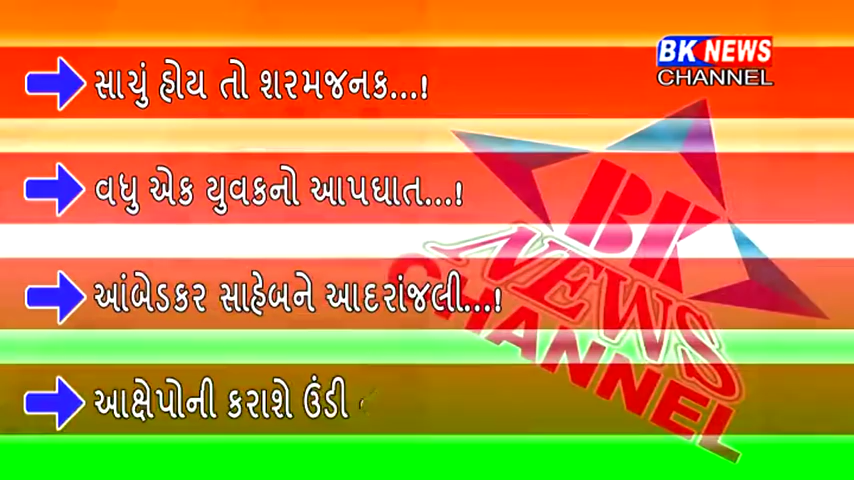 BK NEWS
CHANNEL
સાચું હોય તો શરમજનક...!
વધુ એક યુવકનો આપઘાત...!
આંબેડકર સાહેબને આદરાંજલી...!
આક્ષેપોની કરાશે ઉંડી
BK
NEWS
CHANNEL